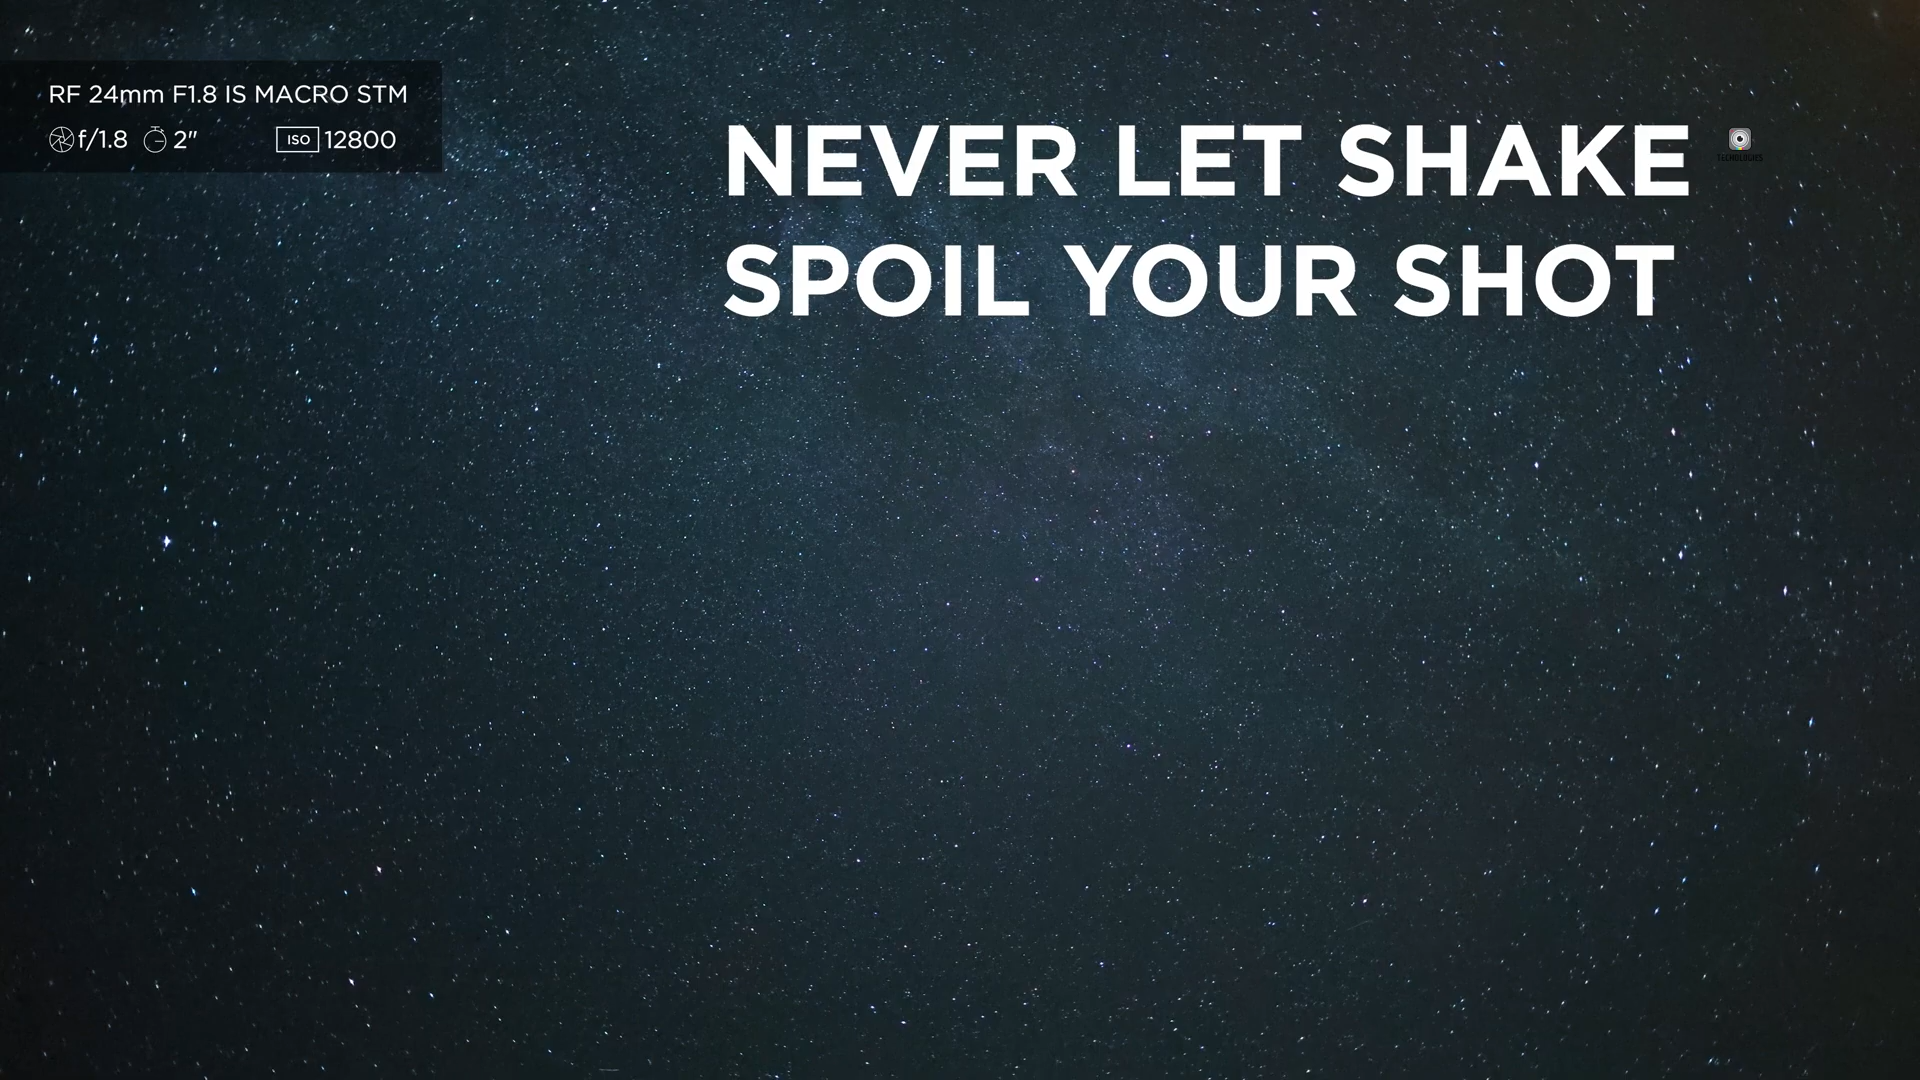 RF 24mm F1.8 IS MACRO STM
f/1.8 2" ISO 12800
NEVER LET SHAKE
SPOIL YOUR SHOT